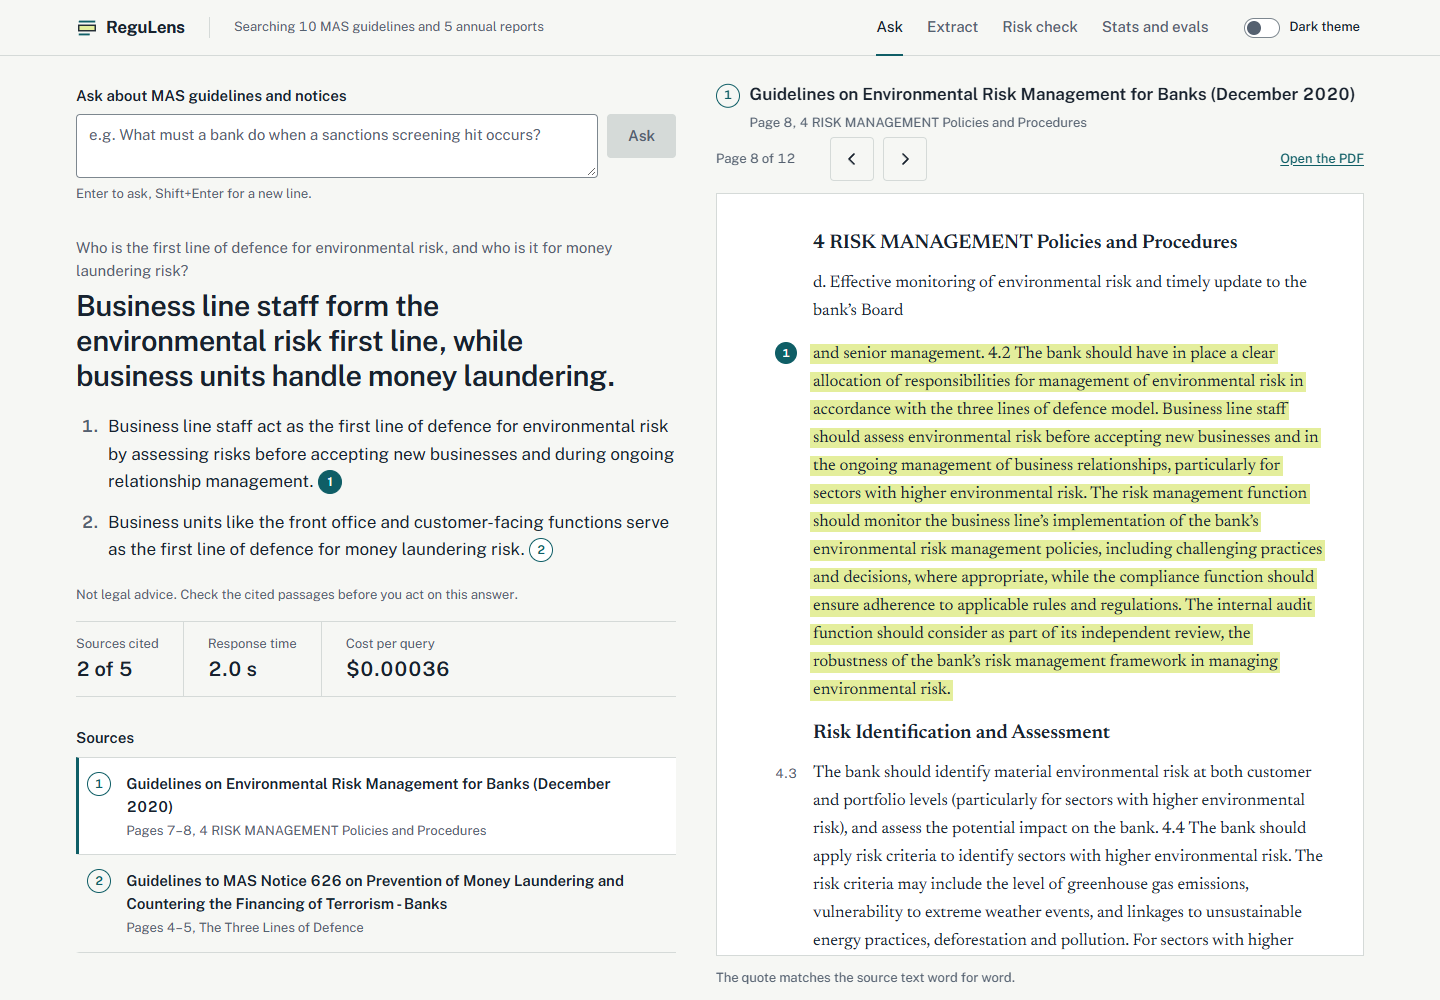 ReguLens
Searching 10 MAS guidelines and 5 annual reports
Ask
Extract
Risk check
Stats and evals
Dark theme
Ask about MAS guidelines and notices
e.g. What must a bank do when a sanctions screening hit occurs?
Ask
Enter to ask, Shift+Enter for a new line.
Who is the first line of defence for environmental risk, and who is it for money
laundering risk?
Business line staff form the
environmental risk first line, while
business units handle money laundering.
1. Business line staff act as the first line of defence for environmental risk
by assessing risks before accepting new businesses and during ongoing
relationship management. 1
2. Business units like the front office and customer-facing functions serve
as the first line of defence for money laundering risk. 2
Not legal advice. Check the cited passages before you act on this answer.
Sources cited
2 of 5
Response time
2.0 s
Cost per query
$0.00036
Sources
1 Guidelines on Environmental Risk Management for Banks (December
2020)
Pages 7–8, 4 RISK MANAGEMENT Policies and Procedures
2 Guidelines to MAS Notice 626 on Prevention of Money Laundering and
Countering the Financing of Terrorism - Banks
Pages 4–5, The Three Lines of Defence
1 Guidelines on Environmental Risk Management for Banks (December 2020)
Page 8, 4 RISK MANAGEMENT Policies and Procedures
Page 8 of 12
Open the PDF
4 RISK MANAGEMENT Policies and Procedures
d. Effective monitoring of environmental risk and timely update to the
bank’s Board
1 and senior management. 4.2 The bank should have in place a clear
allocation of responsibilities for management of environmental risk in
accordance with the three lines of defence model. Business line staff
should assess environmental risk before accepting new businesses and in
the ongoing management of business relationships, particularly for
sectors with higher environmental risk. The risk management function
should monitor the business line’s implementation of the bank’s
environmental risk management policies, including challenging practices
and decisions, where appropriate, while the compliance function should
ensure adherence to applicable rules and regulations. The internal audit
function should consider as part of its independent review, the
robustness of the bank’s risk management framework in managing
environmental risk.
Risk Identification and Assessment
4.3 The bank should identify material environmental risk at both customer
and portfolio levels (particularly for sectors with higher environmental
risk), and assess the potential impact on the bank. 4.4 The bank should
apply risk criteria to identify sectors with higher environmental risk. The
risk criteria may include the level of greenhouse gas emissions,
vulnerability to extreme weather events, and linkages to unsustainable
energy practices, deforestation and pollution. For sectors with higher
The quote matches the source text word for word.